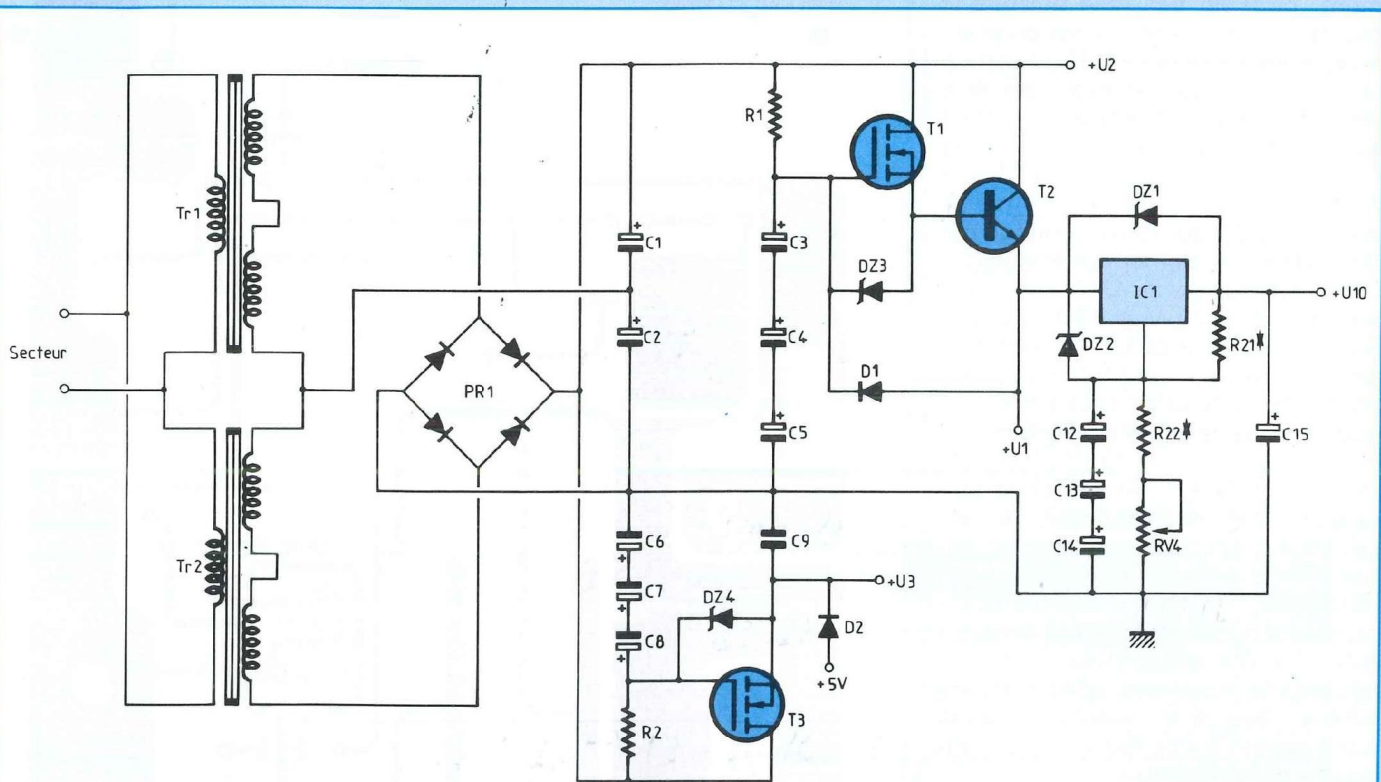 +U2
R1
T1
Tr1
C1
C3
T2
DZ1
DZ3
IC1
+U10
Secteur
C2
C4
DZ2
R21*
PR1
D1
C5
+U1
C12
R22*
C15
C13
C6
C9
C14
RV4
Tr2
C7
DZ4
+U3
C8
D2
+5V
R2
T3